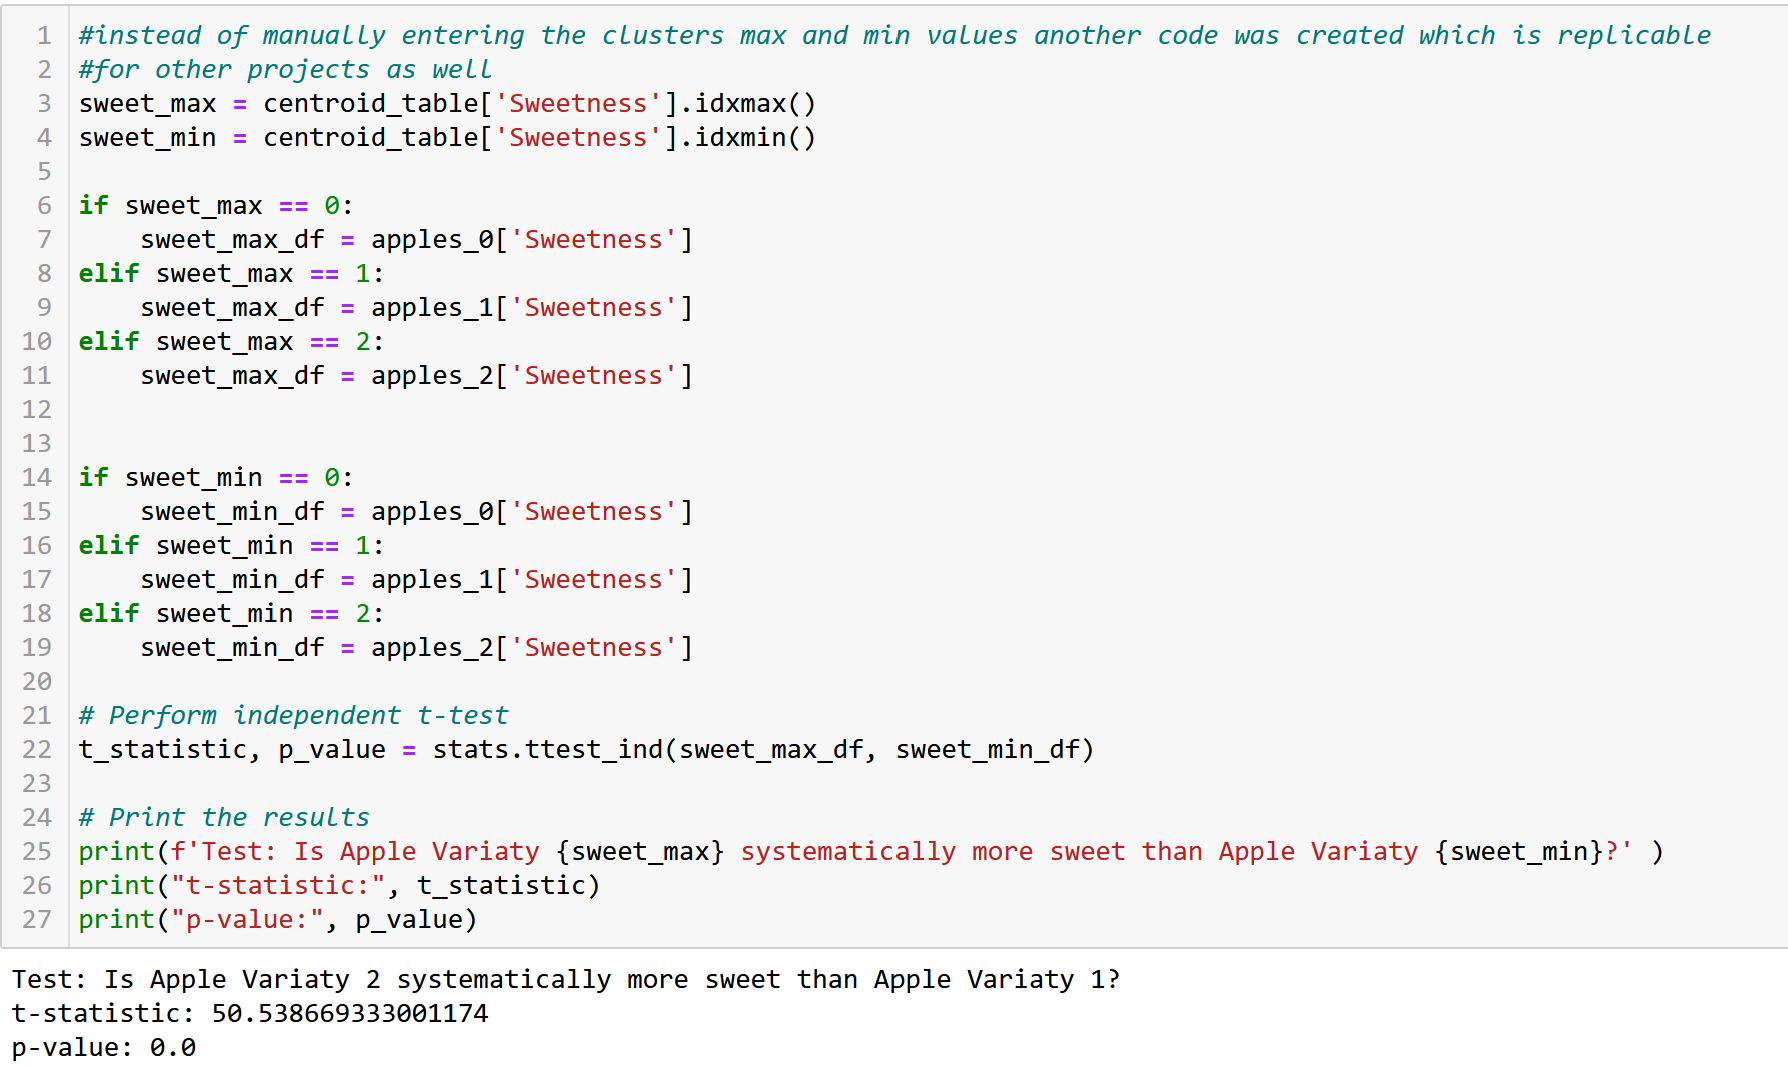 1 #instead of manually entering the clusters max and min values another code was created which is replicable
2 #for other projects as well
3 sweet_max = centroid_table['Sweetness'].idxmax()
4 sweet_min = centroid_table['Sweetness'].idxmin()
5
6 if sweet_max == 0:
7     sweet_max_df = apples_0['Sweetness']
8 elif sweet_max == 1:
9     sweet_max_df = apples_1['Sweetness']
10 elif sweet_max == 2:
11     sweet_max_df = apples_2['Sweetness']
12
13
14 if sweet_min == 0:
15     sweet_min_df = apples_0['Sweetness']
16 elif sweet_min == 1:
17     sweet_min_df = apples_1['Sweetness']
18 elif sweet_min == 2:
19     sweet_min_df = apples_2['Sweetness']
20
21 # Perform independent t-test
22 t_statistic, p_value = stats.ttest_ind(sweet_max_df, sweet_min_df)
23
24 # Print the results
25 print(f'Test: Is Apple Variaty {sweet_max} systematically more sweet than Apple Variaty {sweet_min}?' )
26 print("t-statistic:", t_statistic)
27 print("p-value:", p_value)
Test: Is Apple Variaty 2 systematically more sweet than Apple Variaty 1?
t-statistic: 50.538669333001174
p-value: 0.0